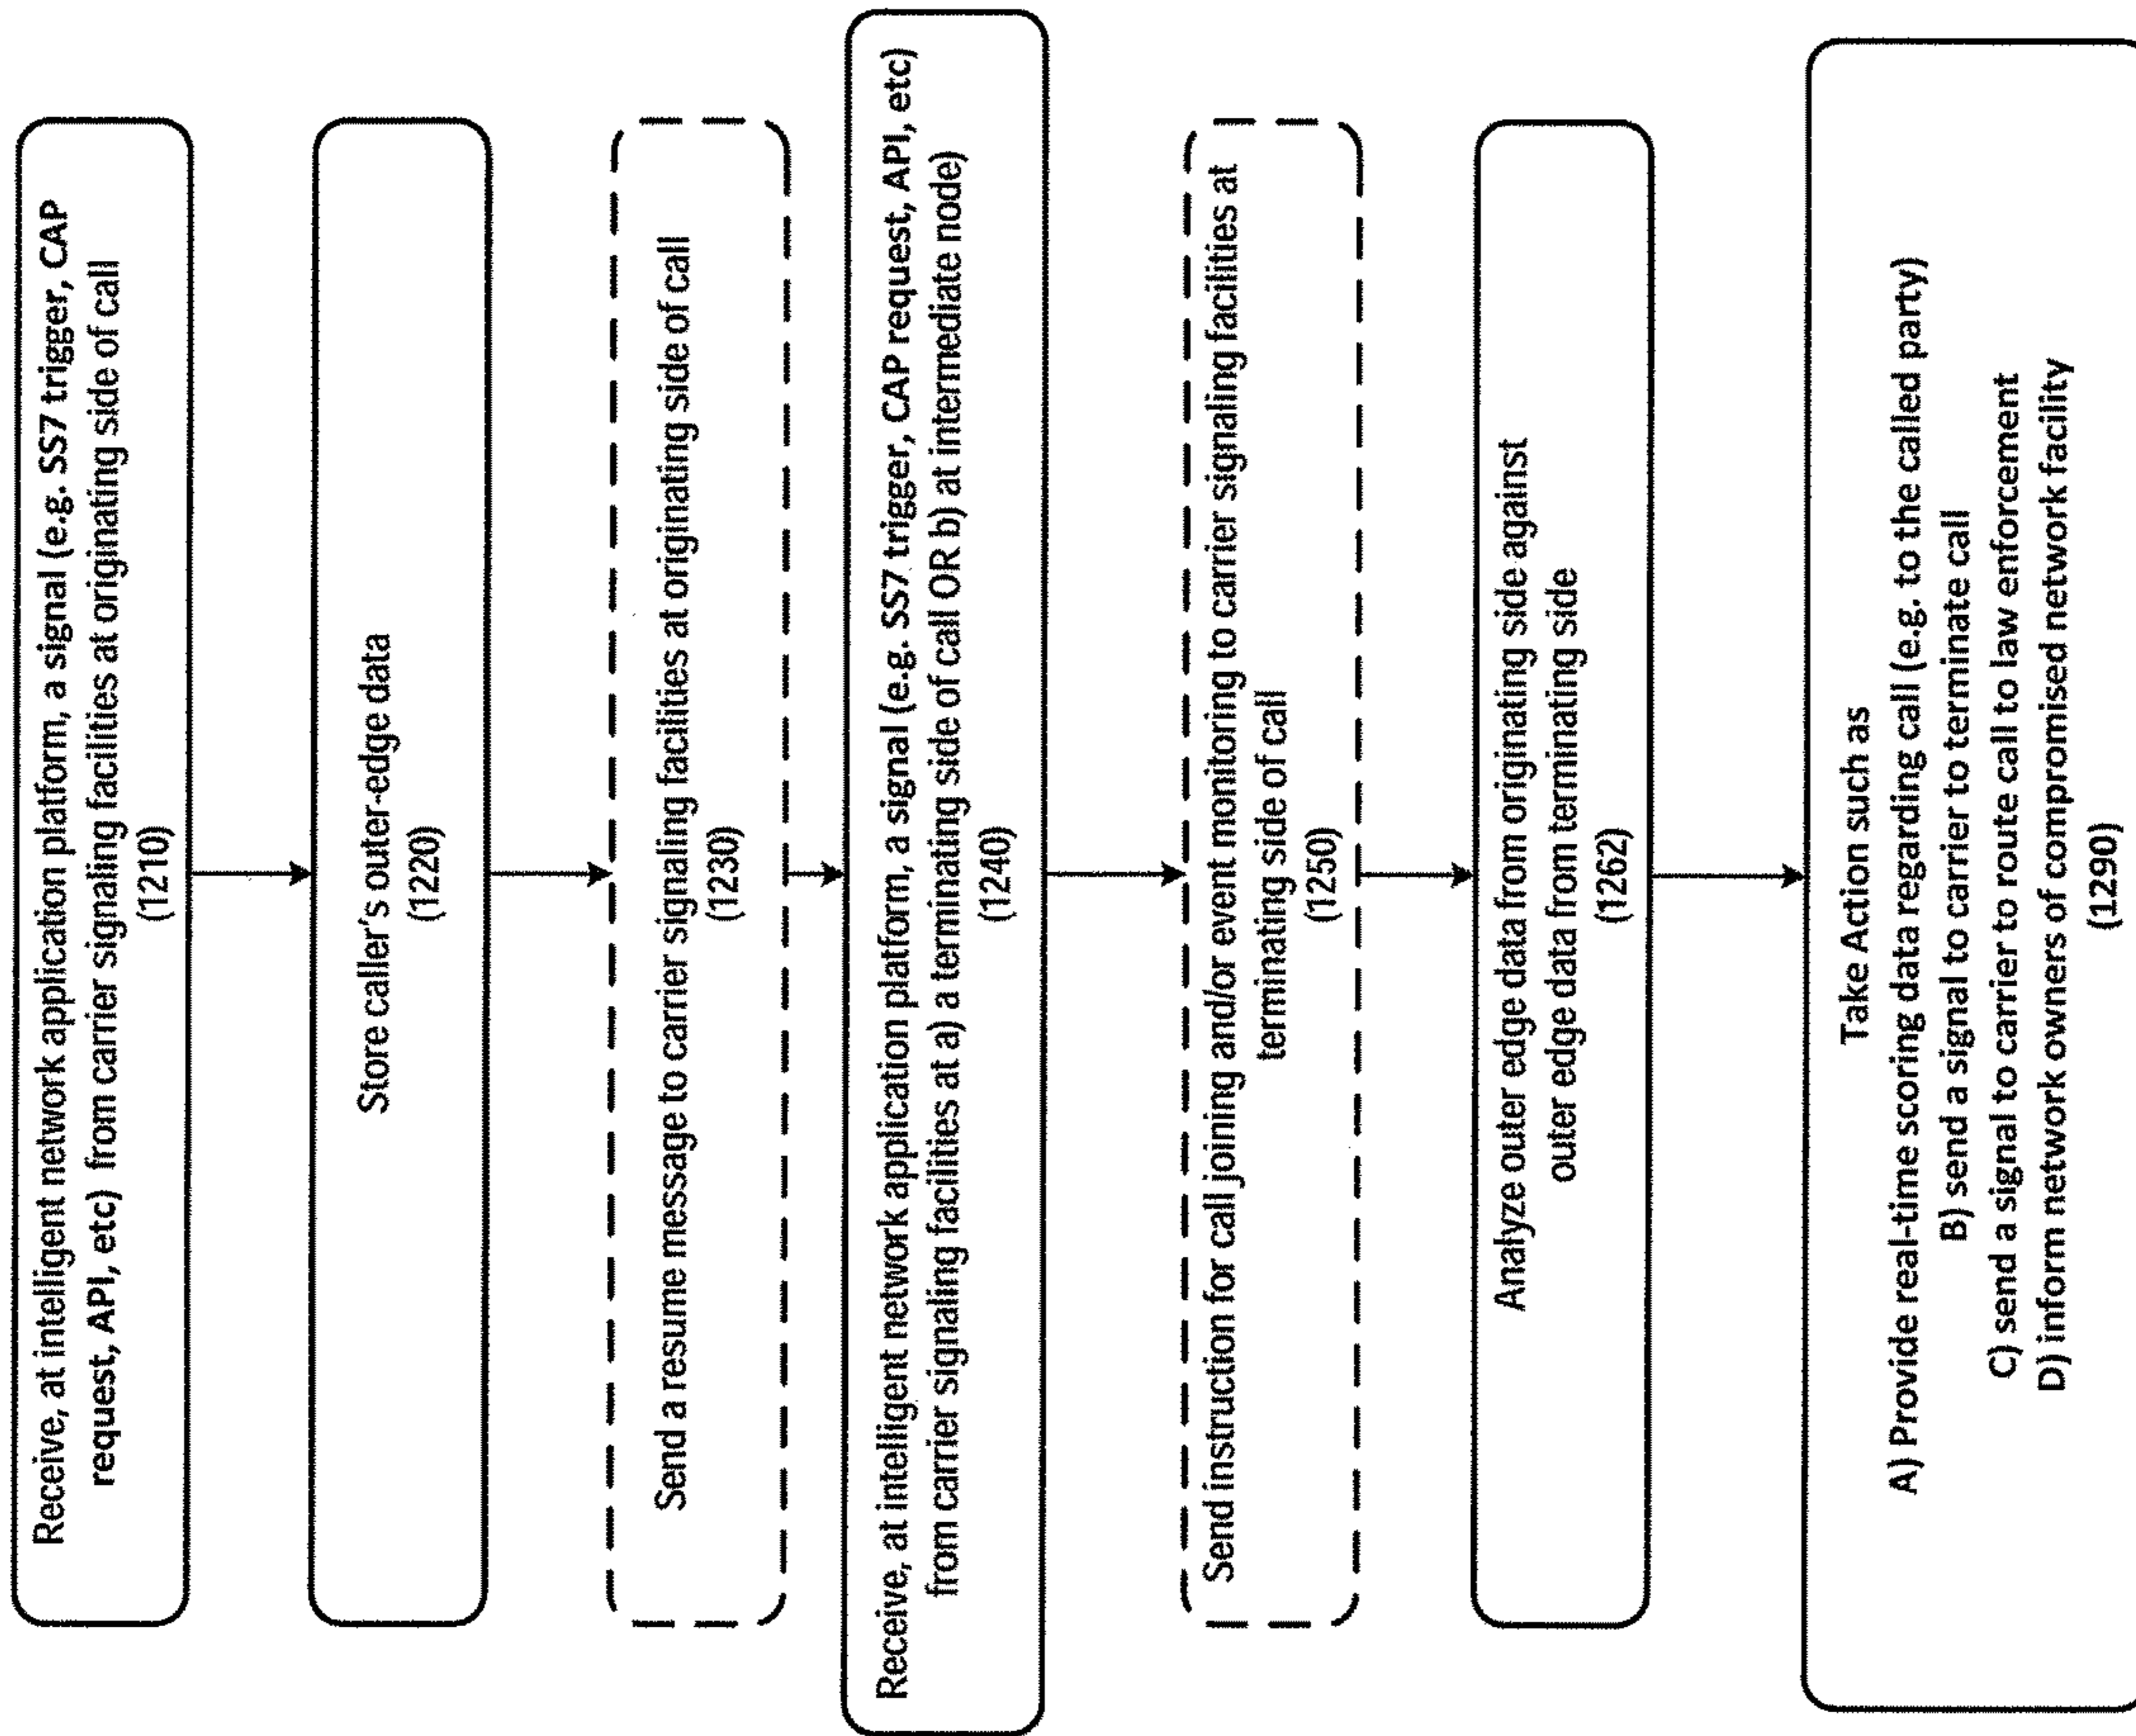 Receive, at intelligent network application platform, a signal (e.g. SS7 trigger, CAP
request, API, etc) from carrier signaling facilities at originating side of call
(1210)
Store caller's outer-edge data
(1220)
Send a resume message to carrier signaling facilities at originating side of call
(1230)
Receive, at intelligent network application platform, a signal (e.g. SS7 trigger, CAP request, API, etc)
from carrier signaling facilities at a) a terminating side of call OR b) at intermediate node)
(1240)
Send instruction for call joining and/or event monitoring to carrier signaling facilities at
terminating side of call
(1250)
Analyze outer edge data from originating side against
outer edge data from terminating side
(1262)
Take Action such as
A) Provide real-time scoring data regarding call (e.g. to the called party)
B) send a signal to carrier to terminate call
C) send a signal to carrier to route call to law enforcement
D) inform network owners of compromised network facility
(1290)